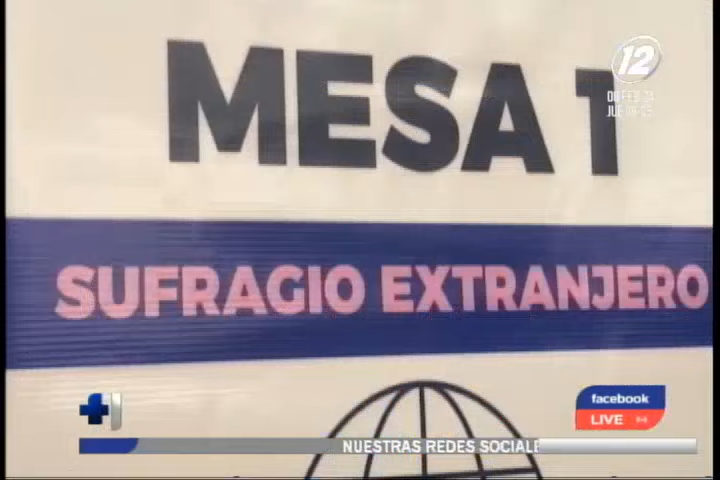 MESA 1
12
SUFRAGIO EXTRANJERO
facebook
LIVE
NUESTRAS REDES SOCIALE